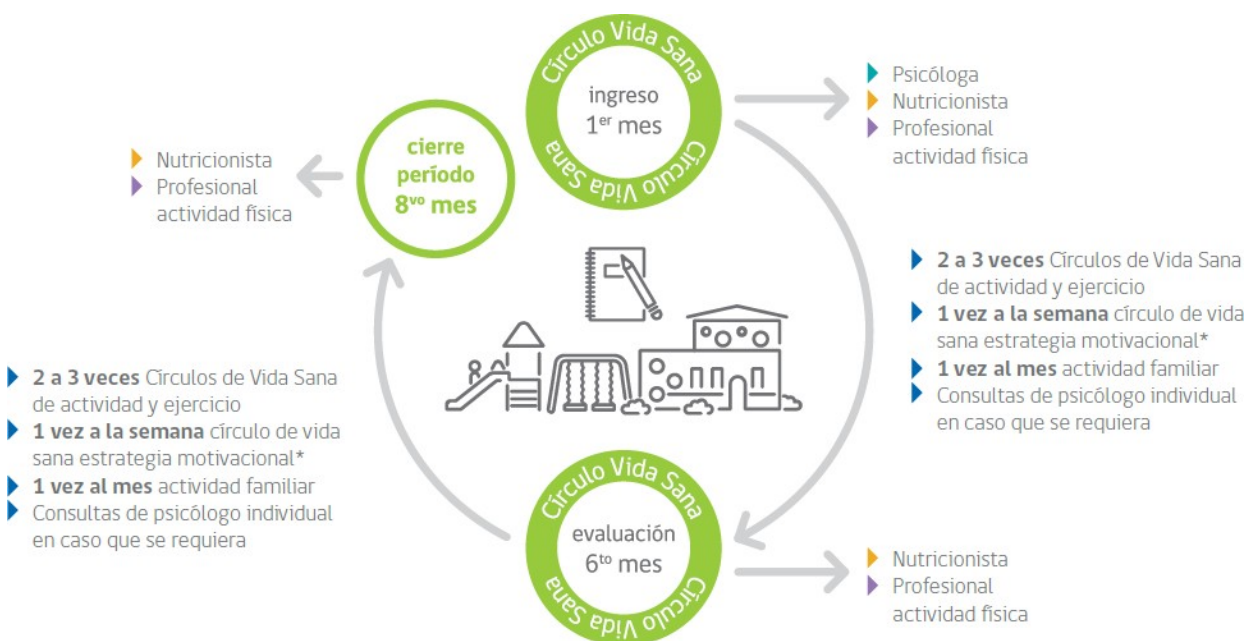 Círculo Vida Sana
ingreso
1er mes
Círculo Vida Sana
Psicóloga
Nutricionista
Profesional
actividad física
2 a 3 veces Círculos de Vida Sana
de actividad y ejercicio
1 vez a la semana círculo de vida
sana estrategia motivacional*
1 vez al mes actividad familiar
Consultas de psicólogo individual
en caso que se requiera
Círculo Vida Sana
evaluación
6to mes
Círculo Vida Sana
Nutricionista
Profesional
actividad física
2 a 3 veces Círculos de Vida Sana
de actividad y ejercicio
1 vez a la semana círculo de vida
sana estrategia motivacional*
1 vez al mes actividad familiar
Consultas de psicólogo individual
en caso que se requiera
cierre
período
8vo mes
Nutricionista
Profesional
actividad física